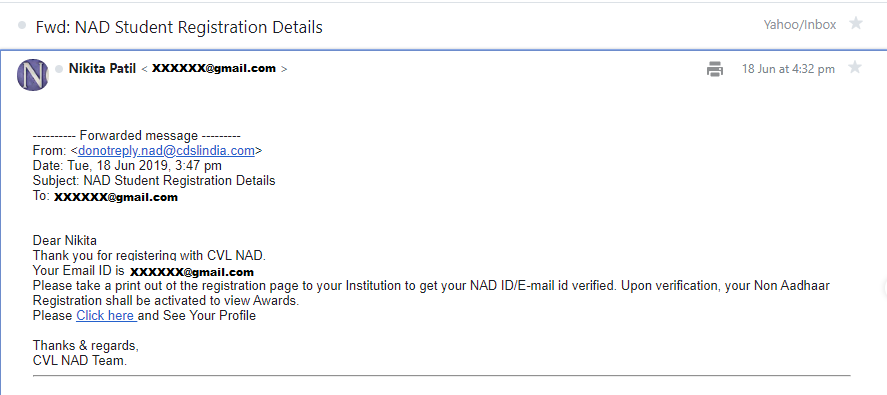 Fwd: NAD Student Registration Details
Yahoo/Inbox
N
Nikita Patil < XXXXXX@gmail.com >
18 Jun at 4:32 pm
---------- Forwarded message ---------
From: <donotreply.nad@cdslindia.com>
Date: Tue, 18 Jun 2019, 3:47 pm
Subject: NAD Student Registration Details
To: XXXXXX@gmail.com
Dear Nikita
Thank you for registering with CVL NAD.
Your Email ID is XXXXXX@gmail.com
Please take a print out of the registration page to your Institution to get your NAD ID/E-mail id verified. Upon verification, your Non Aadhaar
Registration shall be activated to view Awards.
Please Click here and See Your Profile
Thanks & regards,
CVL NAD Team.